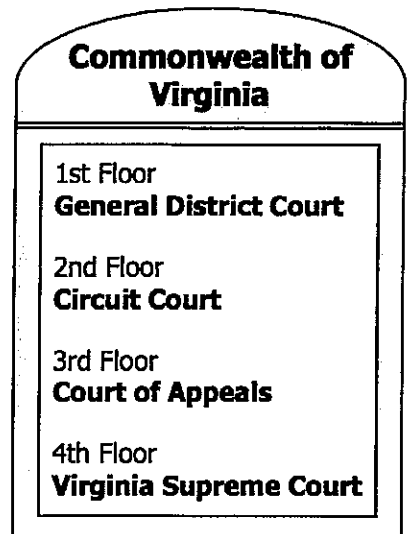 Commonwealth of
Virginia
1st Floor
General District Court
2nd Floor
Circuit Court
3rd Floor
Court of Appeals
4th Floor
Virginia Supreme Court